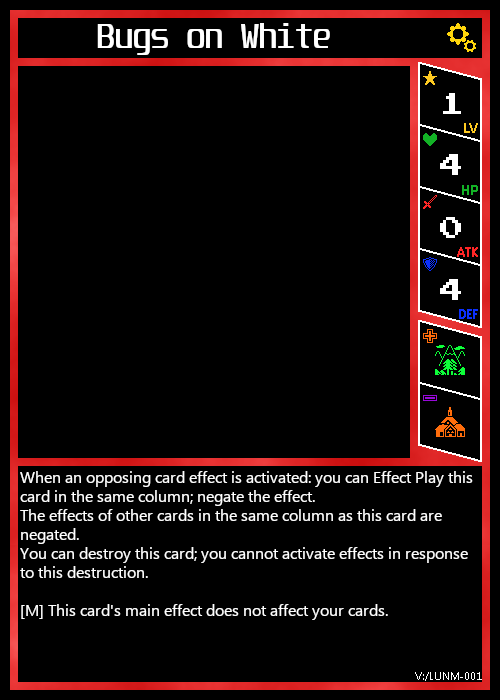 Bugs on White
1
LV
4
HP
0
ATK
4
DEF
When an opposing card effect is activated: you can Effect Play this
card in the same column; negate the effect.
The effects of other cards in the same column as this card are
negated.
You can destroy this card; you cannot activate effects in response
to this destruction.
[M] This card's main effect does not affect your cards.
V:/LUNM-001